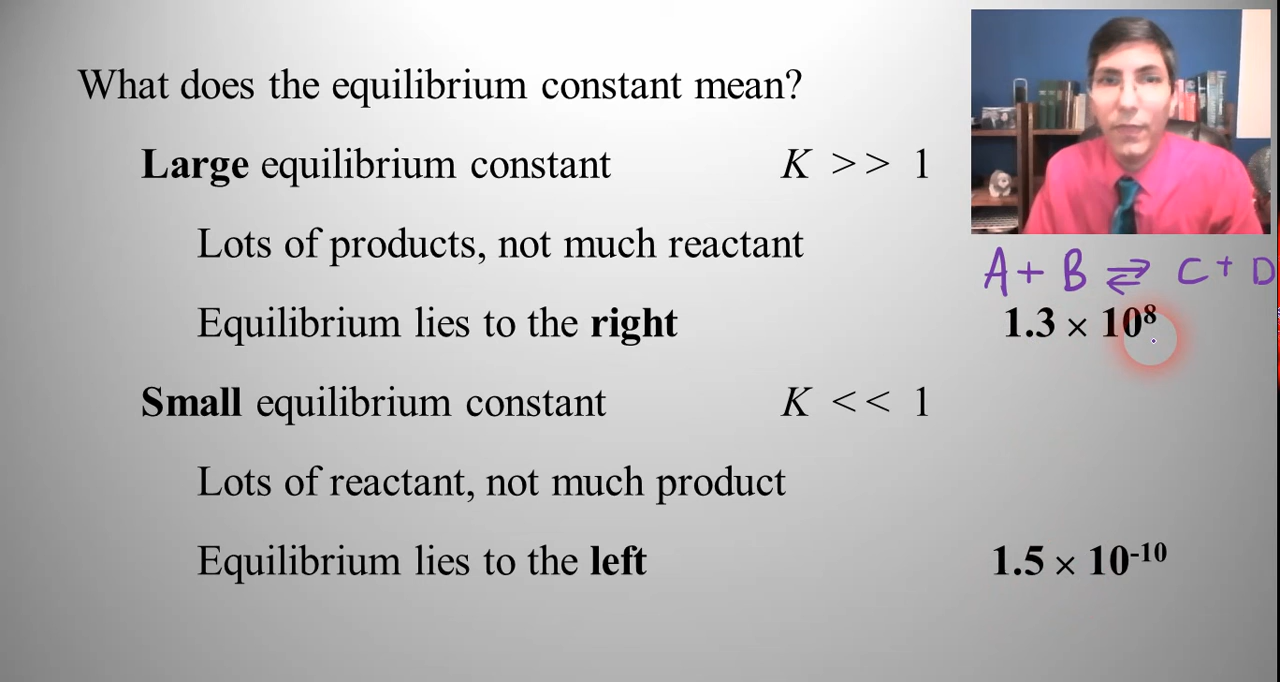 What does the equilibrium constant mean?
Large equilibrium constant K >> 1
Lots of products, not much reactant
A + B ⇌ C + D
Equilibrium lies to the right 1.3 × 10⁸
Small equilibrium constant K << 1
Lots of reactant, not much product
Equilibrium lies to the left 1.5 × 10⁻¹⁰